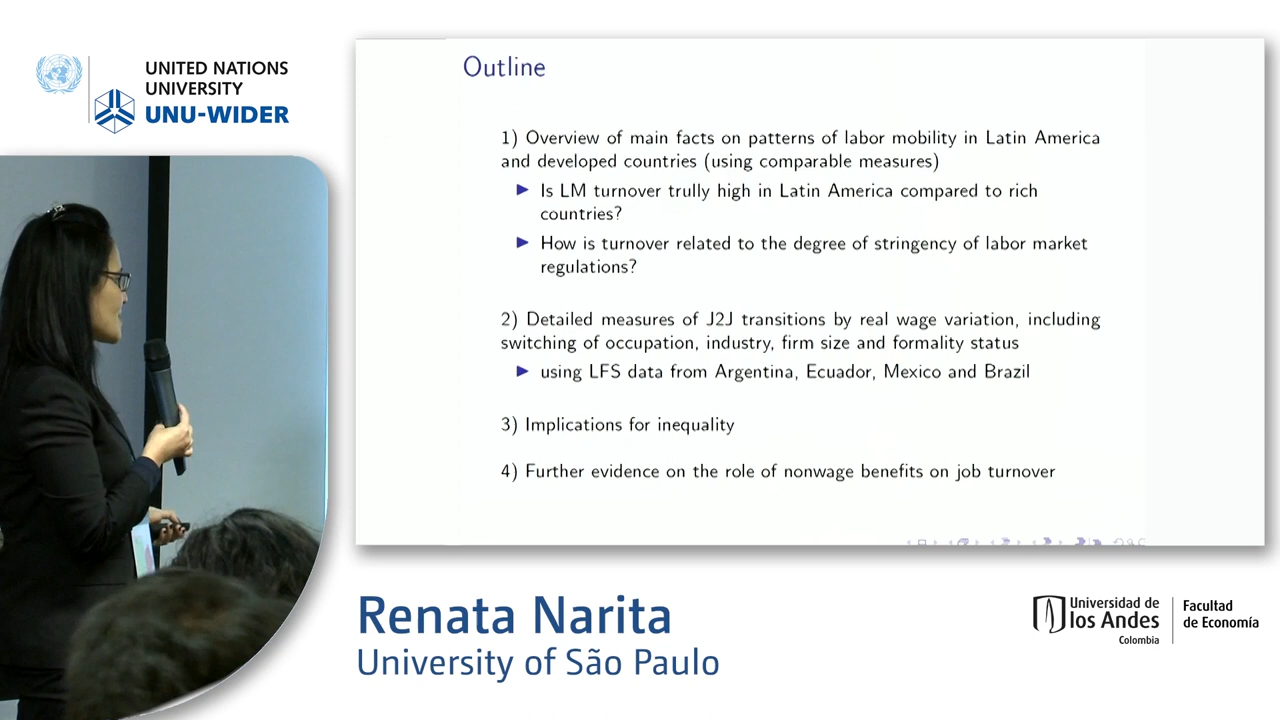 UNITED NATIONS
UNIVERSITY
UNU-WIDER
Outline
1) Overview of main facts on patterns of labor mobility in Latin America
and developed countries (using comparable measures)
Is LM turnover trully high in Latin America compared to rich
countries?
How is turnover related to the degree of stringency of labor market
regulations?
2) Detailed measures of J2J transitions by real wage variation, including
switching of occupation, industry, firm size and formality status
using LFS data from Argentina, Ecuador, Mexico and Brazil
3) Implications for inequality
4) Further evidence on the role of nonwage benefits on job turnover
Renata Narita
University of São Paulo
Universidad de
los Andes
Colombia
Facultad
de Economía